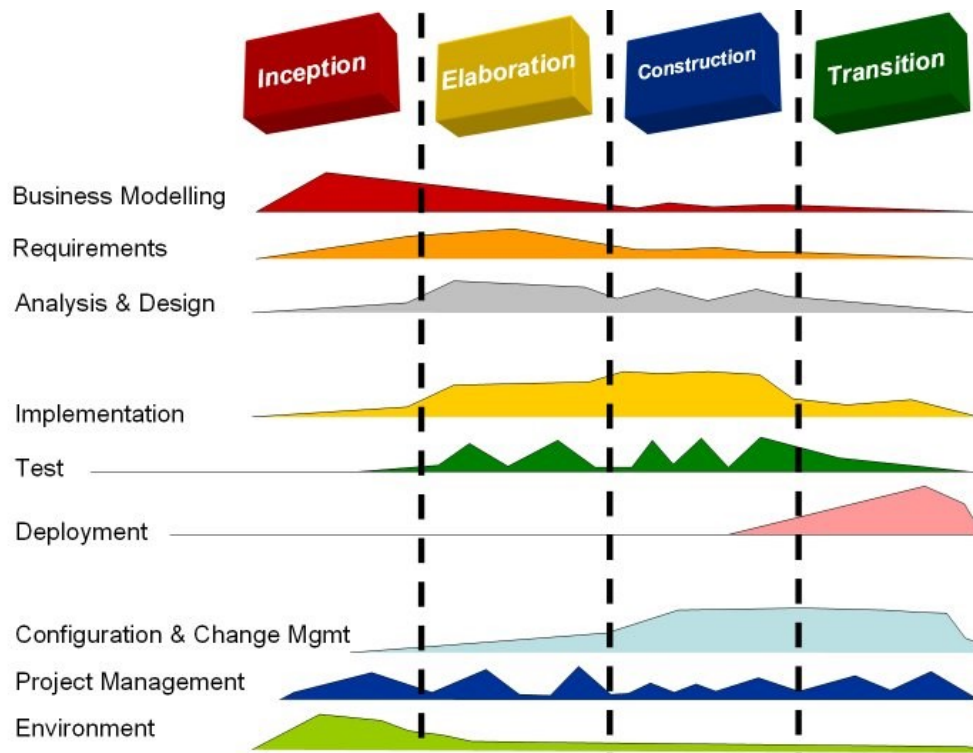 Inception
Elaboration
Construction
Transition
Business Modelling
Requirements
Analysis & Design
Implementation
Test
Deployment
Configuration & Change Mgmt
Project Management
Environment